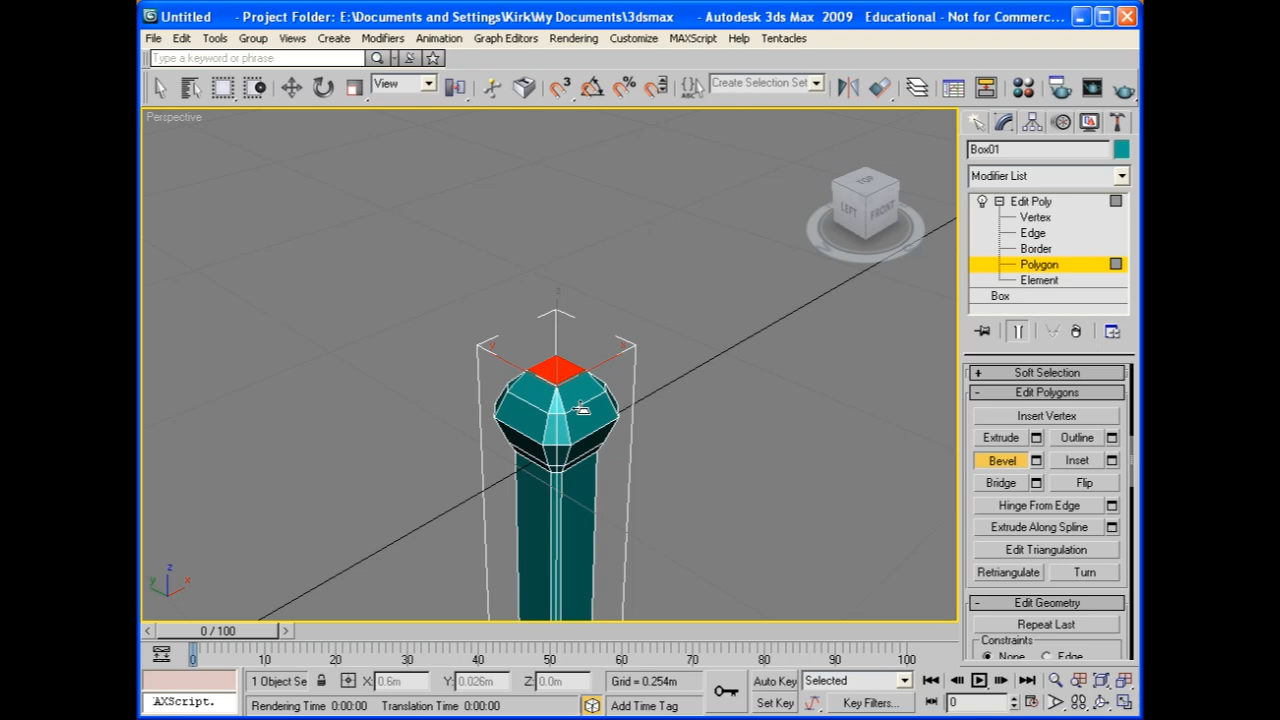 Untitled - Project Folder: E:\Documents and Settings\Kirk\My Documents\3dsmax - Autodesk 3ds Max 2009 Educational - Not for Commerc...
File Edit Tools Group Views Create Modifiers Animation Graph Editors Rendering Customize MAXScript Help Tentacles
Type a keyword or phrase
View 3 % ABC Create Selection Set
Perspective
TOP
LEFT FRONT
Box01
Modifier List
Edit Poly
Vertex
Edge
Border
Polygon
Element
Box
+ Soft Selection
- Edit Polygons
Insert Vertex
Extrude Outline
Bevel Inset
Bridge Flip
Hinge From Edge
Extrude Along Spline
Edit Triangulation
Retriangulate Turn
- Edit Geometry
Repeat Last
Constraints
None Edge
z
y x
z
y x
< 0 / 100 >
0 10 20 30 40 50 60 70 80 90 100
1 Object Se X: 0.6m Y: 0.026m Z: 0.0m Grid = 0.254m Auto Key Selected
AXScript. Rendering Time 0:00:00 Translation Time 0:00:00 Add Time Tag Set Key Key Filters... 0